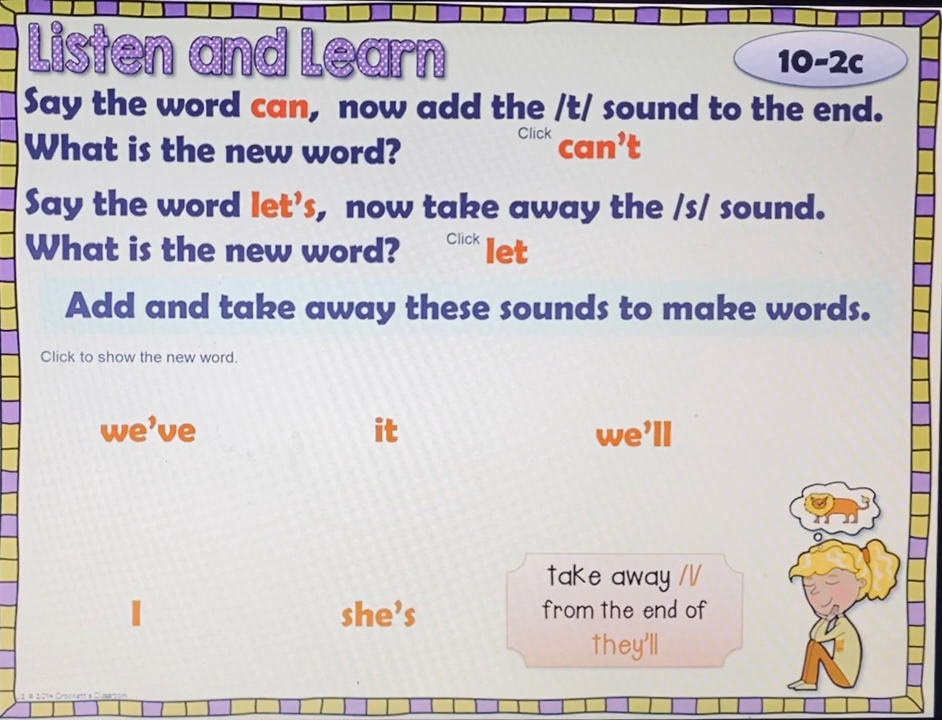 Listen and Learn
10-2c
Say the word can, now add the /t/ sound to the end.
What is the new word? Click can't
Say the word let's, now take away the /s/ sound.
What is the new word? Click let
Add and take away these sounds to make words.
Click to show the new word.
we've it we'll
I she's
take away /l/
from the end of
they'll
© 2014 Crockett's Classroom